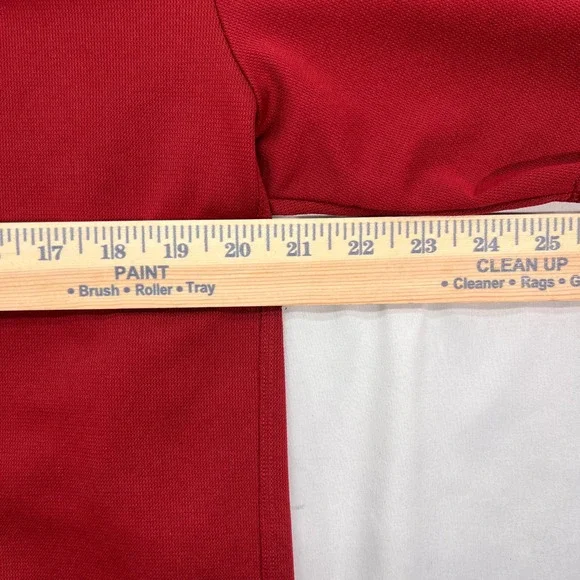 17 18 19 20 21 22 23 24 25
PAINT CLEAN UP
• Brush • Roller • Tray • Cleaner • Rags • G